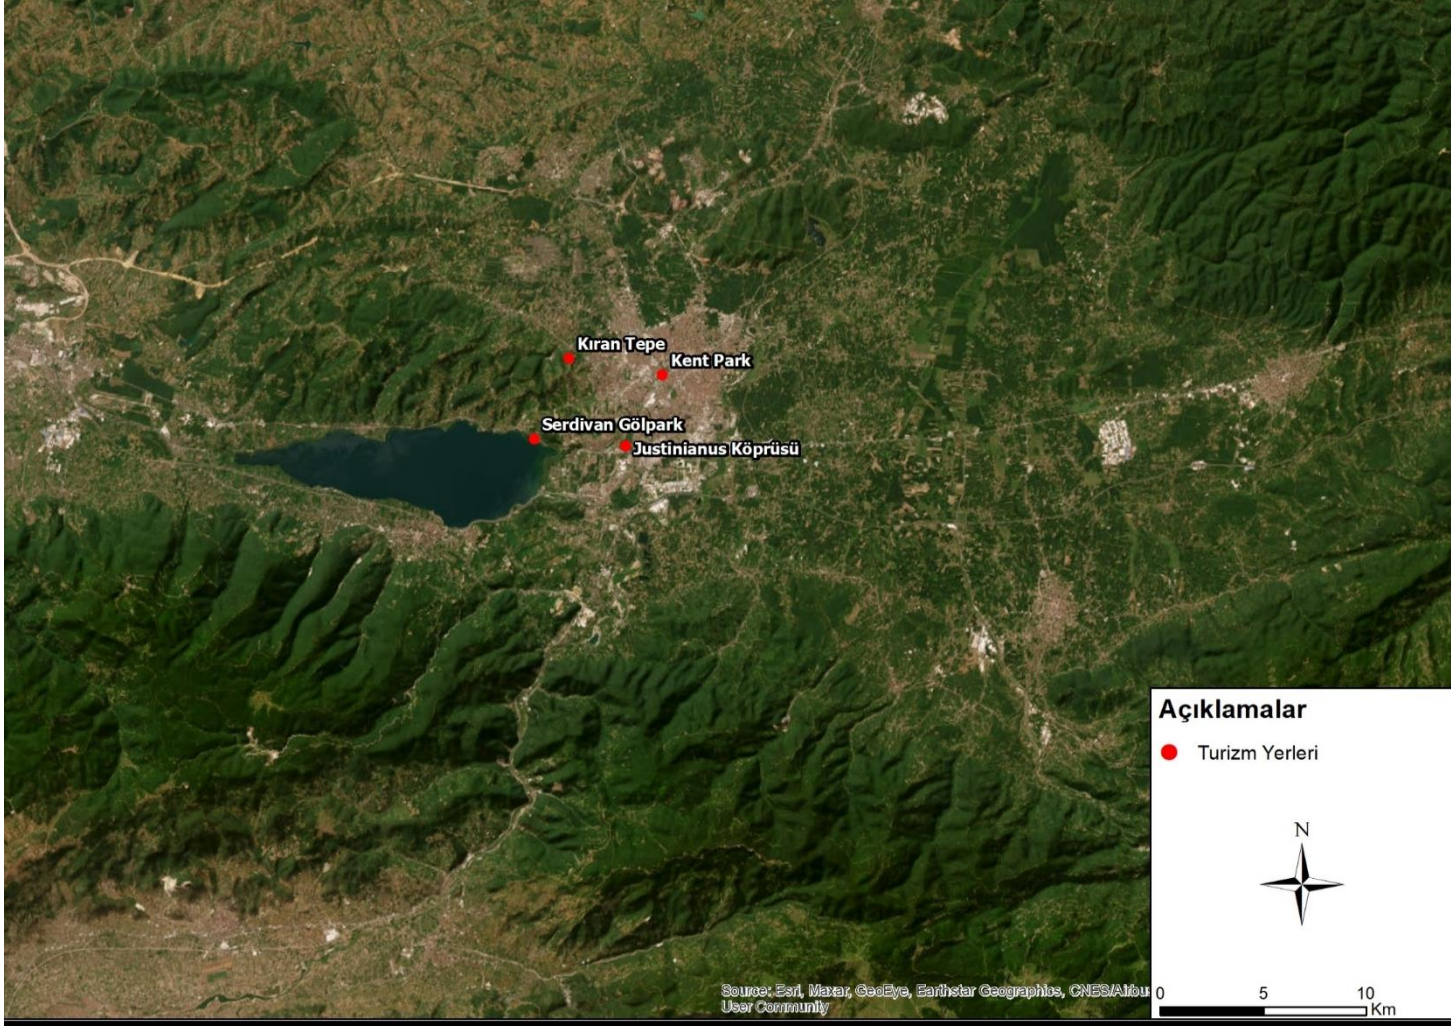 Kıran Tepe
Kent Park
Serdivan Gölpark
Justinianus Köprüsü
Açıklamalar
Turizm Yerleri
N
Source: Esri, Maxar, GeoEye, Earthstar Geographics, CNES/Airbus
User Community
0 5 10
Km